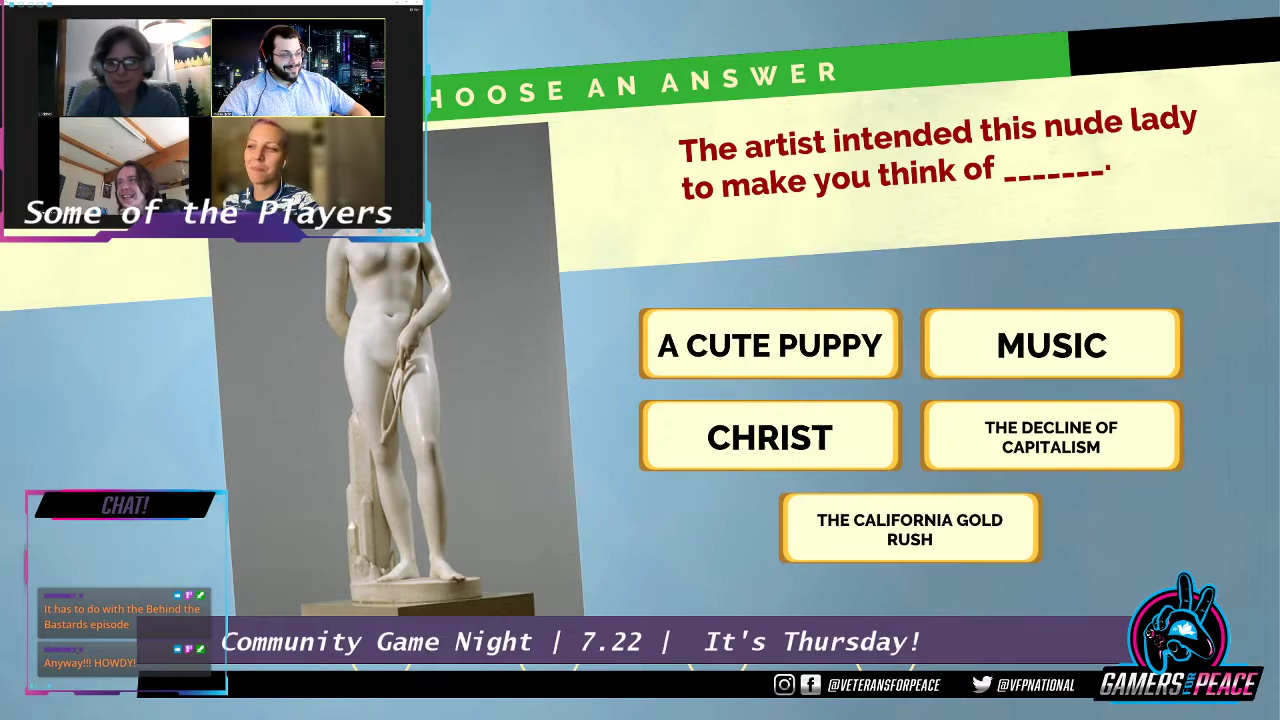 CHOOSE AN ANSWER
The artist intended this nude lady
to make you think of _______.
Some of the Players
A CUTE PUPPY
MUSIC
CHRIST
THE DECLINE OF
CAPITALISM
THE CALIFORNIA GOLD
RUSH
CHAT!
It has to do with the Behind the
Bastards episode
Anyway!!! HOWDY!
Community Game Night | 7.22 | It's Thursday!
@VETERANSFORPEACE
@VFPNATIONAL
GAMERS FOR PEACE